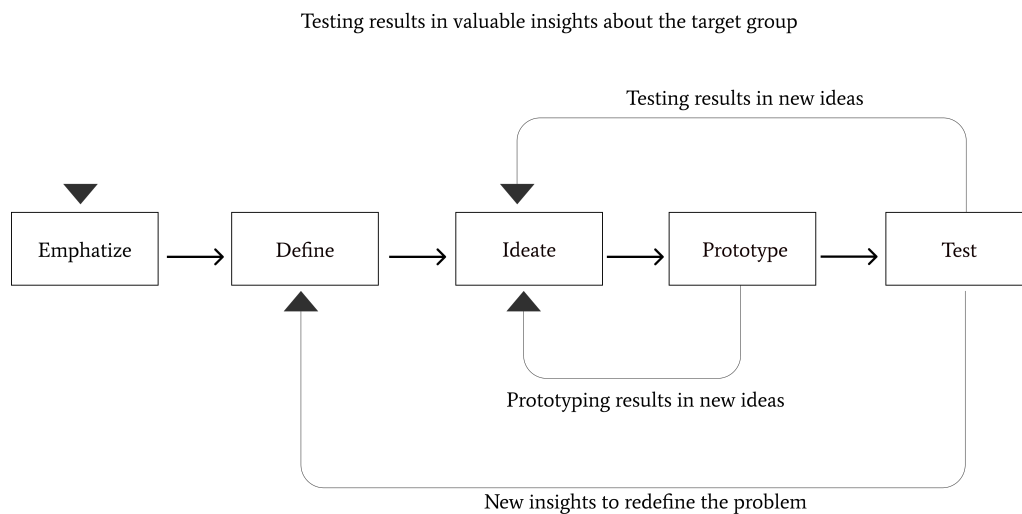 Testing results in valuable insights about the target group
Testing results in new ideas
Emphatize
Define
Ideate
Prototype
Test
Prototyping results in new ideas
New insights to redefine the problem